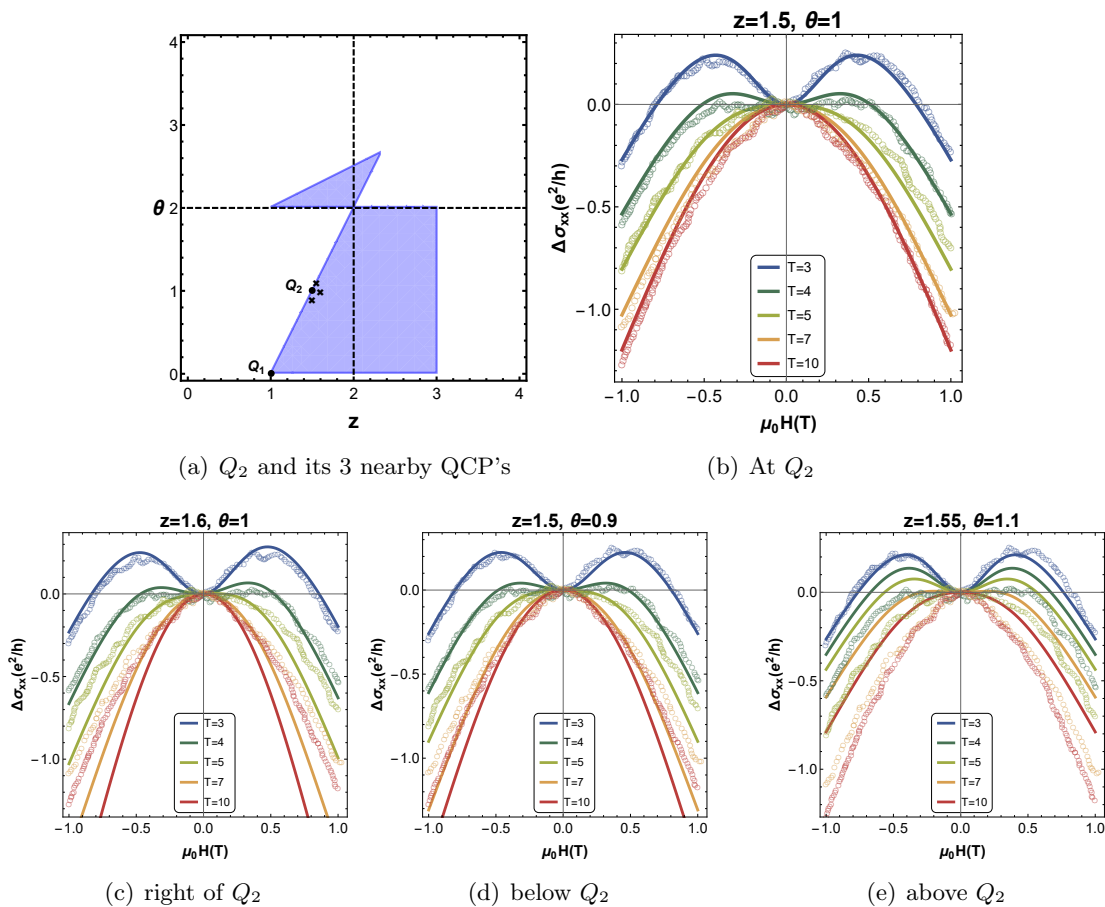 4
3
θ 2
Q2
1
Q1
0
0 1 2 3 4
z
(a) Q2 and its 3 nearby QCP's
z=1.5, θ=1
0.0
-0.5
-1.0
Δσxx(e²/h)
T=3
T=4
T=5
T=7
T=10
-1.0 -0.5 0.0 0.5 1.0
μ0H(T)
(b) At Q2
z=1.6, θ=1
0.0
-0.5
-1.0
Δσxx(e²/h)
T=3
T=4
T=5
T=7
T=10
-1.0 -0.5 0.0 0.5 1.0
μ0H(T)
(c) right of Q2
z=1.5, θ=0.9
0.0
-0.5
-1.0
Δσxx(e²/h)
T=3
T=4
T=5
T=7
T=10
-1.0 -0.5 0.0 0.5 1.0
μ0H(T)
(d) below Q2
z=1.55, θ=1.1
0.0
-0.5
-1.0
Δσxx(e²/h)
T=3
T=4
T=5
T=7
T=10
-1.0 -0.5 0.0 0.5 1.0
μ0H(T)
(e) above Q2